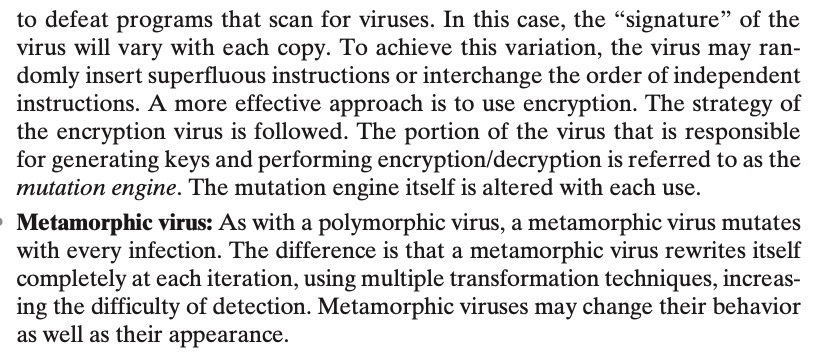 to defeat programs that scan for viruses. In this case, the “signature” of the
virus will vary with each copy. To achieve this variation, the virus may ran-
domly insert superfluous instructions or interchange the order of independent
instructions. A more effective approach is to use encryption. The strategy of
the encryption virus is followed. The portion of the virus that is responsible
for generating keys and performing encryption/decryption is referred to as the
mutation engine. The mutation engine itself is altered with each use.
• Metamorphic virus: As with a polymorphic virus, a metamorphic virus mutates
with every infection. The difference is that a metamorphic virus rewrites itself
completely at each iteration, using multiple transformation techniques, increas-
ing the difficulty of detection. Metamorphic viruses may change their behavior
as well as their appearance.